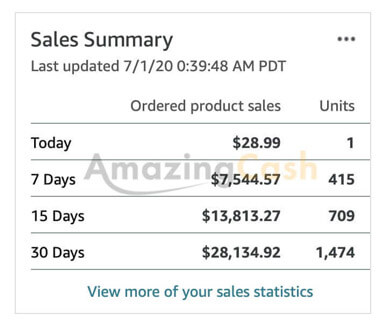 Sales Summary •••
Last updated 7/1/20 0:39:48 AM PDT
Ordered product sales Units
Today $28.99 1
AmazingCash
7 Days $7,544.57 415
15 Days $13,813.27 709
30 Days $28,134.92 1,474
View more of your sales statistics